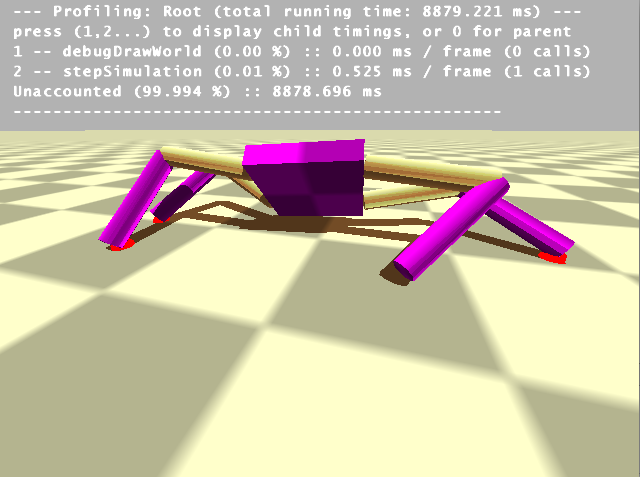 --- Profiling: Root (total running time: 8879.221 ms) ---
press (1,2...) to display child timings, or 0 for parent
1 -- debugDrawWorld (0.00 %) :: 0.000 ms / frame (0 calls)
2 -- stepSimulation (0.01 %) :: 0.525 ms / frame (1 calls)
Unaccounted (99.994 %) :: 8878.696 ms
-------------------------------------------------